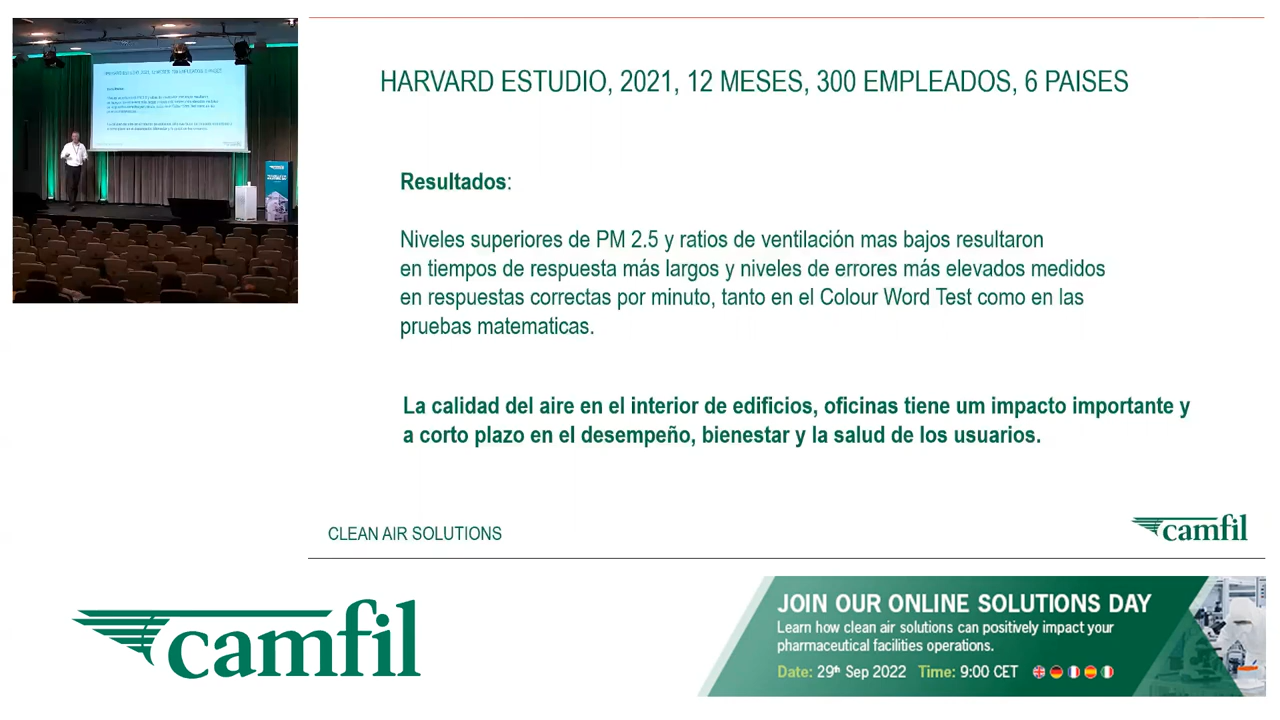 HARVARD ESTUDIO, 2021, 12 MESES, 300 EMPLEADOS, 6 PAISES
Resultados:
Niveles superiores de PM 2.5 y ratios de ventilación mas bajos resultaron
en tiempos de respuesta más largos y niveles de errores más elevados medidos
en respuestas correctas por minuto, tanto en el Colour Word Test como en las
pruebas matematicas.
La calidad del aire en el interior de edificios, oficinas tiene um impacto importante y
a corto plazo en el desempeño, bienestar y la salud de los usuarios.
CLEAN AIR SOLUTIONS
camfil
camfil
JOIN OUR ONLINE SOLUTIONS DAY
Learn how clean air solutions can positively impact your
pharmaceutical facilities operations.
Date: 29th Sep 2022 Time: 9:00 CET